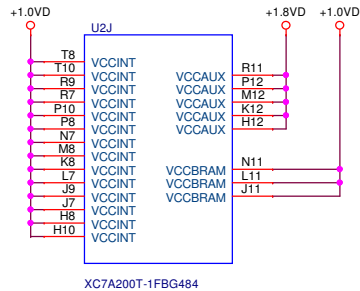 +1.0VD
+1.8VD
+1.0VD
U2J
T8 VCCINT
T10 VCCINT
R9 VCCINT
R7 VCCINT
P10 VCCINT
P8 VCCINT
N7 VCCINT
M8 VCCINT
K8 VCCINT
L7 VCCINT
J9 VCCINT
J7 VCCINT
H8 VCCINT
H10 VCCINT
VCCAUX R11
VCCAUX P12
VCCAUX M12
VCCAUX K12
VCCAUX H12
VCCBRAM N11
VCCBRAM L11
VCCBRAM J11
XC7A200T-1FBG484